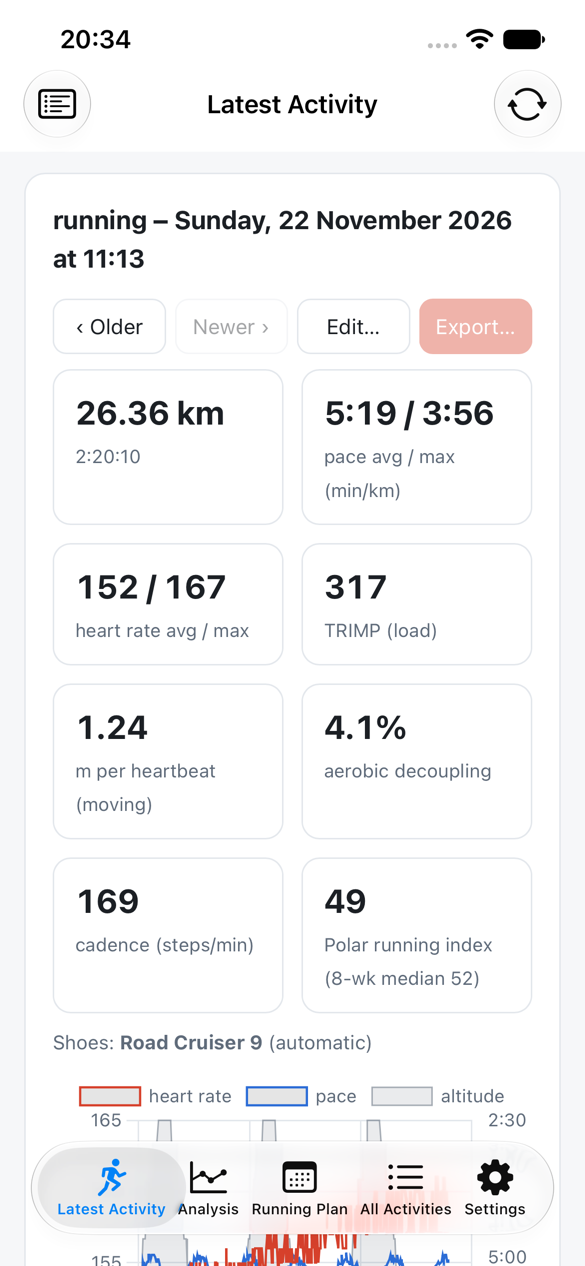 20:34
Latest Activity
running – Sunday, 22 November 2026
at 11:13
‹ Older
Newer ›
Edit...
Export...
26.36 km
2:20:10
5:19 / 3:56
pace avg / max
(min/km)
152 / 167
heart rate avg / max
317
TRIMP (load)
1.24
m per heartbeat
(moving)
4.1%
aerobic decoupling
169
cadence (steps/min)
49
Polar running index
(8-wk median 52)
Shoes: Road Cruiser 9 (automatic)
heart rate
pace
altitude
165
2:30
Latest Activity
Analysis
Running Plan
All Activities
Settings
155
5:00